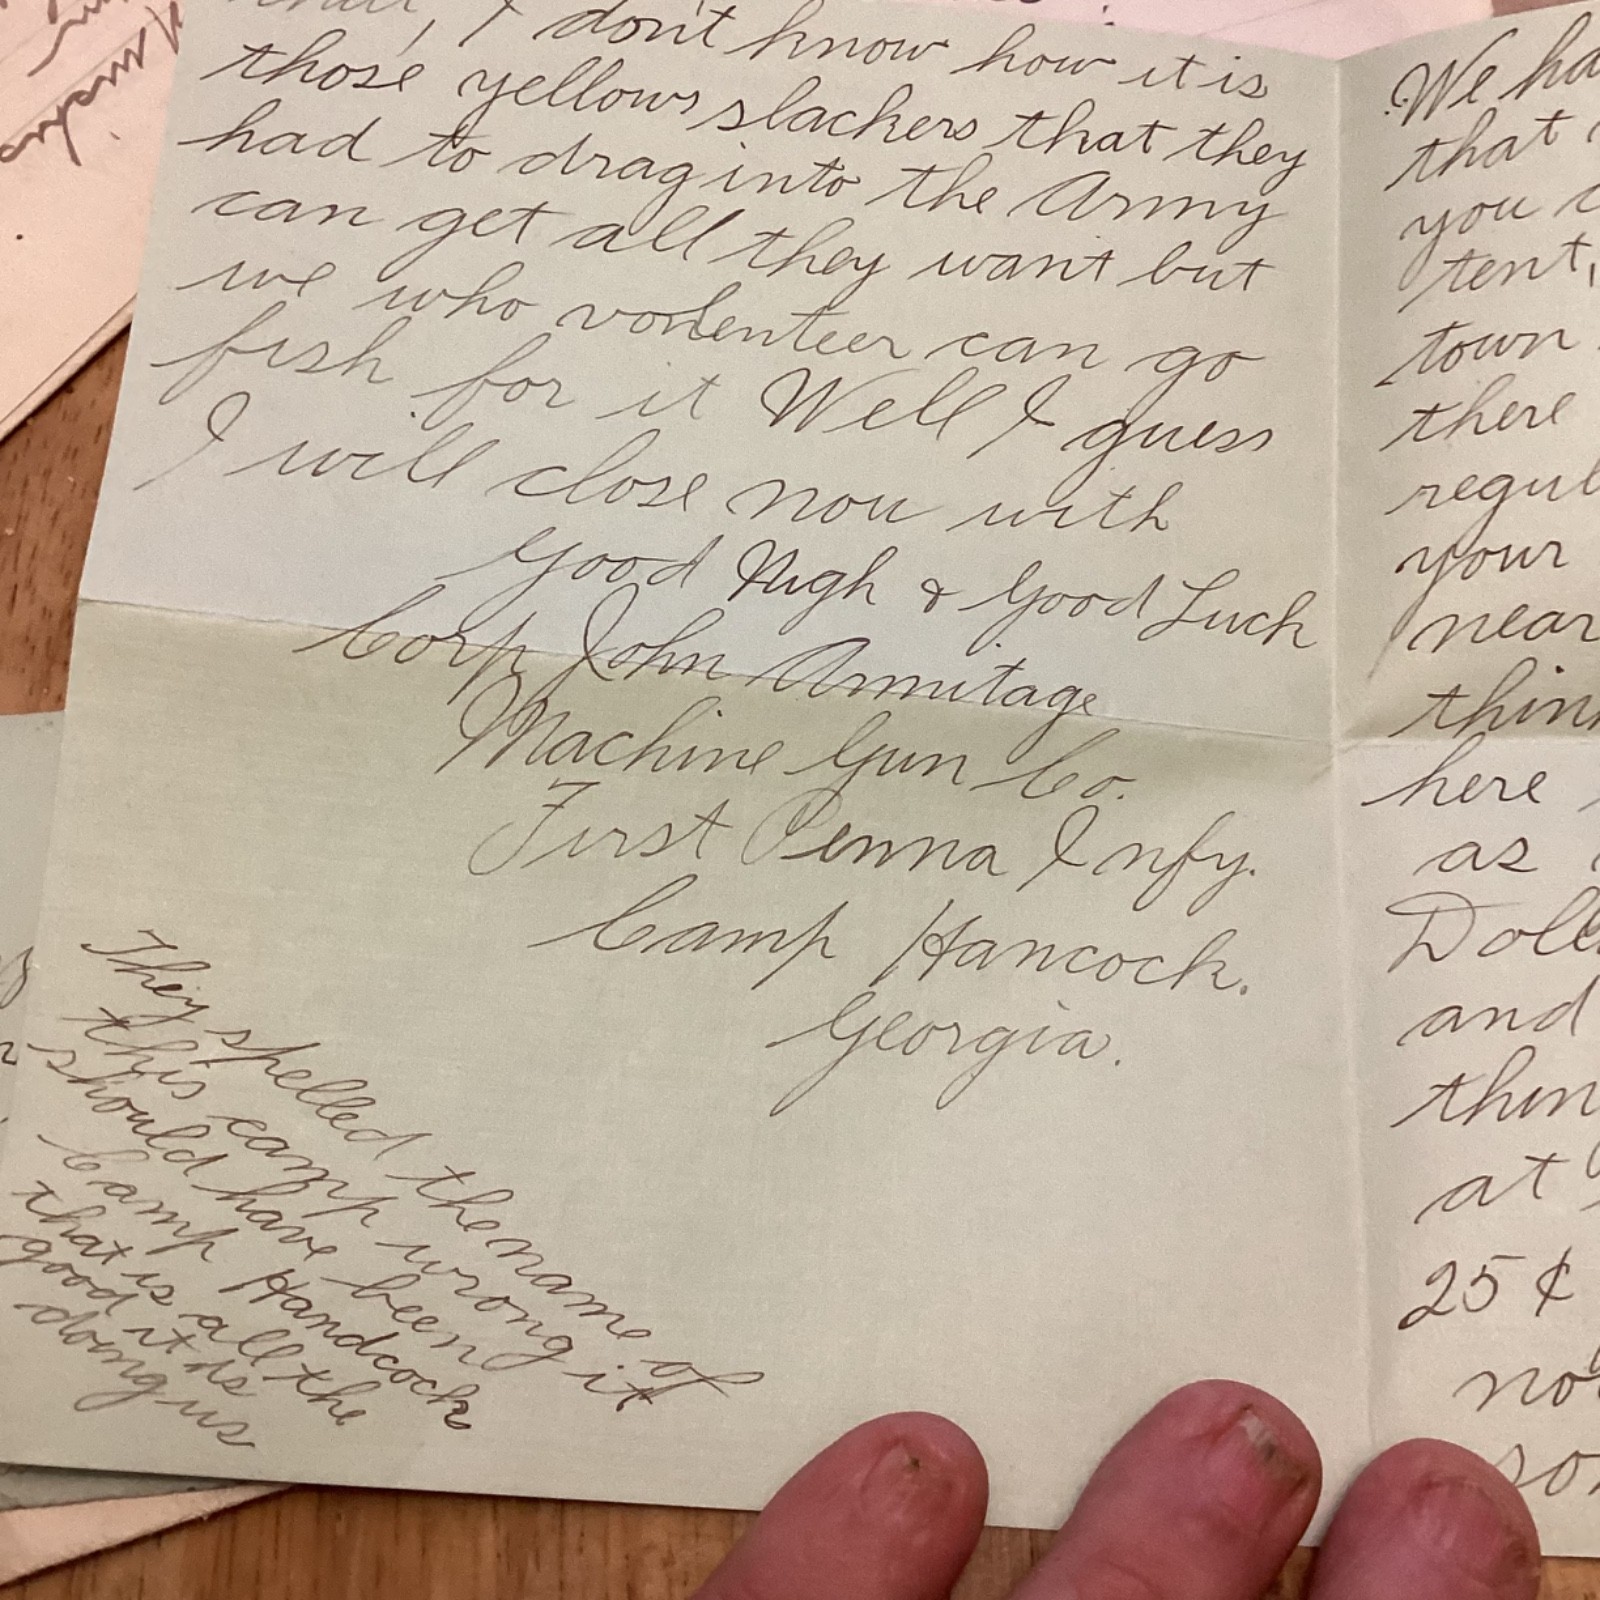 I don't know how it is
those yellow slackers that they
had to drag into the Army
can get all they want but
we who volenteer can go
fish for it Well I guess
I will close now with
Good Nigh & Good Luck
Corp John Armitage
Machine Gun Co.
First Penna Infy.
Camp Hancock.
Georgia.
They spelled the name of
this camp wrong it
should have been
Camp Handcock
that is all the
good it is
doing us
We ha
that
you
tent,
town
there
regul
your
near
thin
here
as
Doll
and
thin
at
25¢
no
so